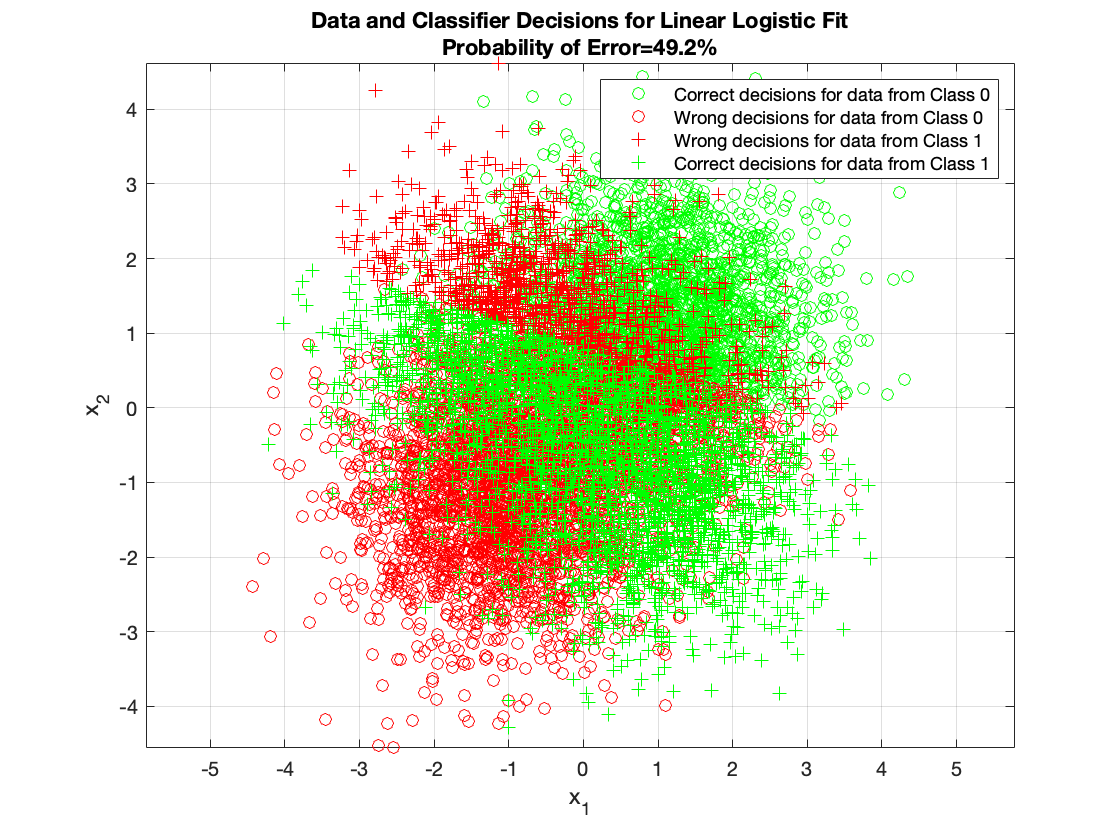 Data and Classifier Decisions for Linear Logistic Fit
Probability of Error=49.2%
Correct decisions for data from Class 0
Wrong decisions for data from Class 0
Wrong decisions for data from Class 1
Correct decisions for data from Class 1
4
3
2
1
0
-1
-2
-3
-4
x2
-5 -4 -3 -2 -1 0 1 2 3 4 5
x1